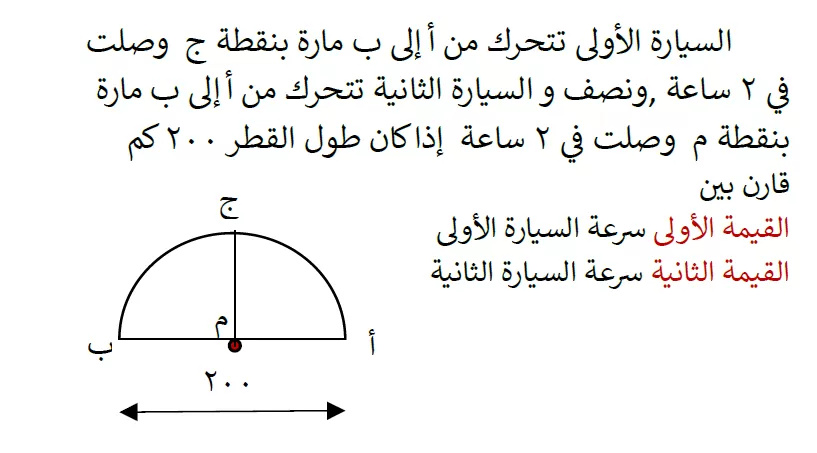 السيارة الأولى تتحرك من أ إلى ب مارة بنقطة ج وصلت
في ٢ ساعة ,ونصف و السيارة الثانية تتحرك من أ إلى ب مارة
بنقطة م وصلت في ٢ ساعة إذا كان طول القطر ٢٠٠ كم
قارن بين
القيمة الأولى سرعة السيارة الأولى
القيمة الثانية سرعة السيارة الثانية
ج
م
أ
ب
٢٠٠